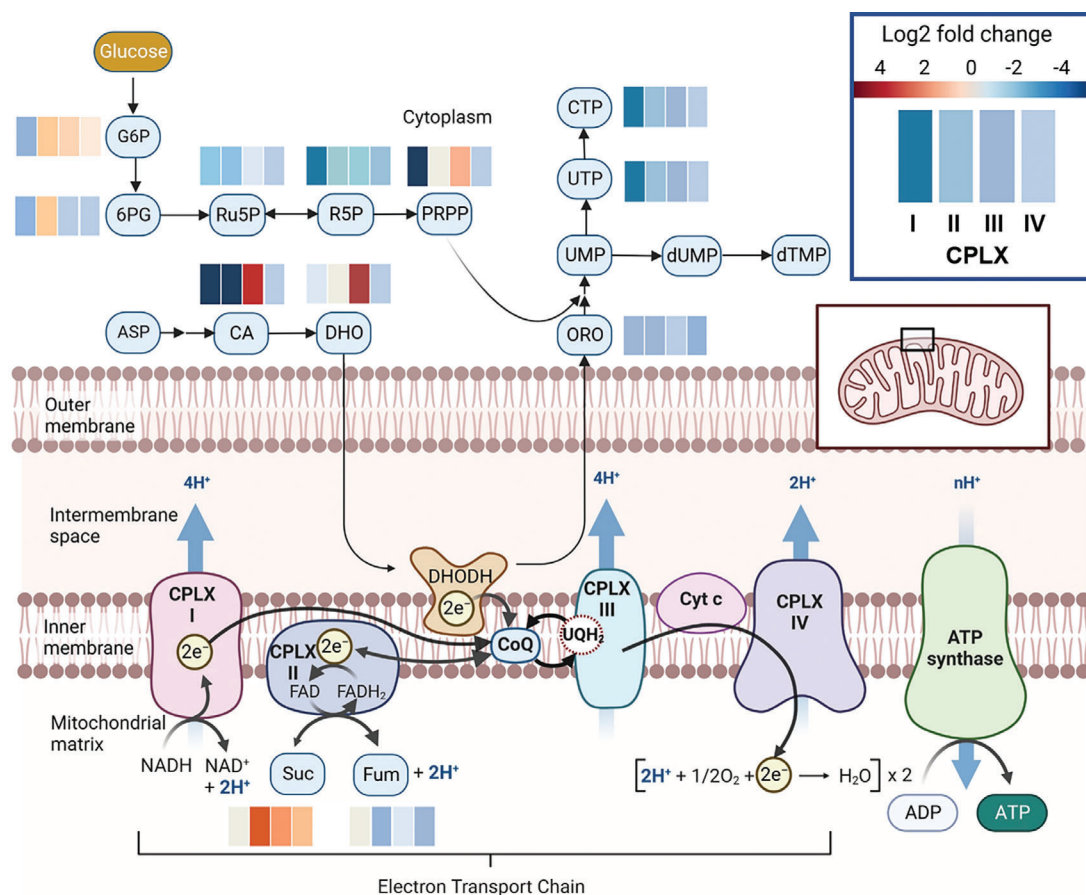 Glucose
Log2 fold change
4 2 0 -2 -4
I II III IV
CPLX
Cytoplasm
G6P
CTP
UTP
6PG
Ru5P
R5P
PRPP
UMP
dUMP
dTMP
ASP
CA
DHO
ORO
Outer
membrane
4H⁺
4H⁺
2H⁺
nH⁺
Intermembrane
space
DHODH
2e⁻
CPLX
I
2e⁻
CPLX
III
Cyt c
CPLX
IV
Inner
membrane
CPLX
II
2e⁻
CoQ
UQH₂
ATP
synthase
FAD
FADH₂
Mitochondrial
matrix
NADH
NAD⁺
+ 2H⁺
Suc
Fum
+ 2H⁺
[2H⁺ + 1/2O₂ + 2e⁻ → H₂O] x 2
ADP
ATP
Electron Transport Chain